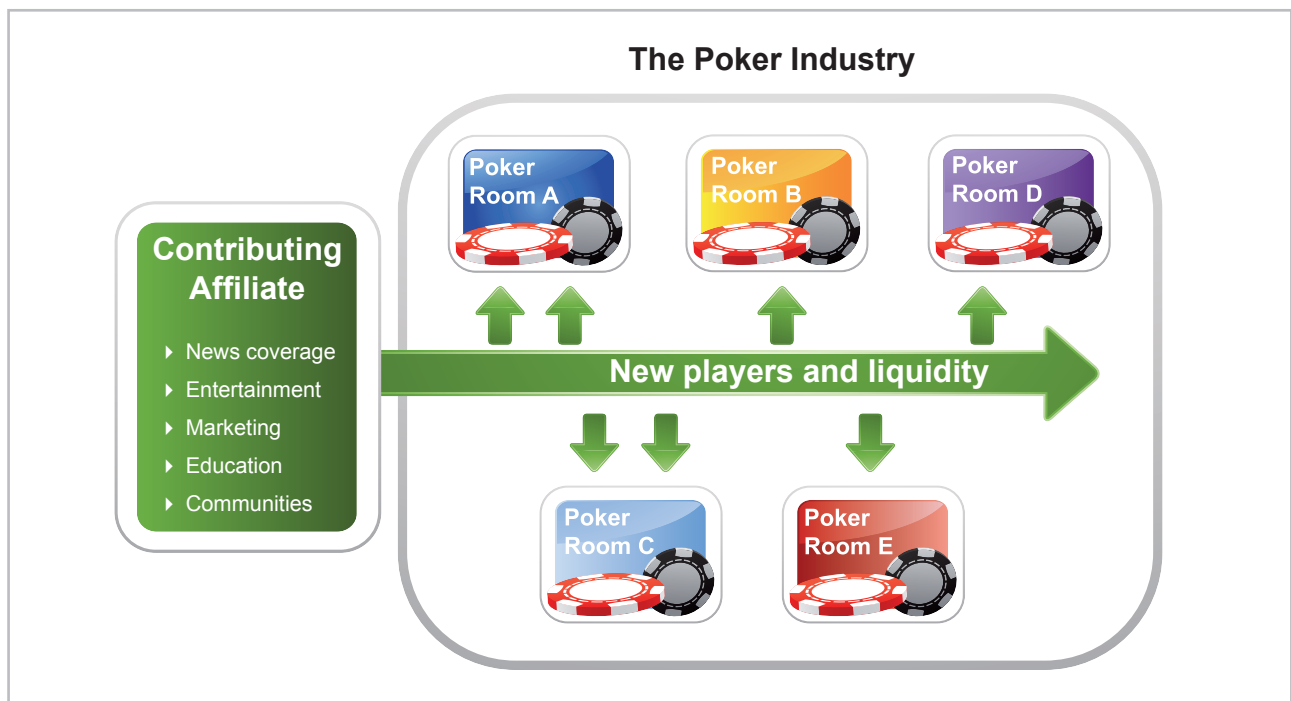 The Poker Industry
Contributing
Affiliate
News coverage
Entertainment
Marketing
Education
Communities
Poker
Room A
Poker
Room B
Poker
Room D
New players and liquidity
Poker
Room C
Poker
Room E